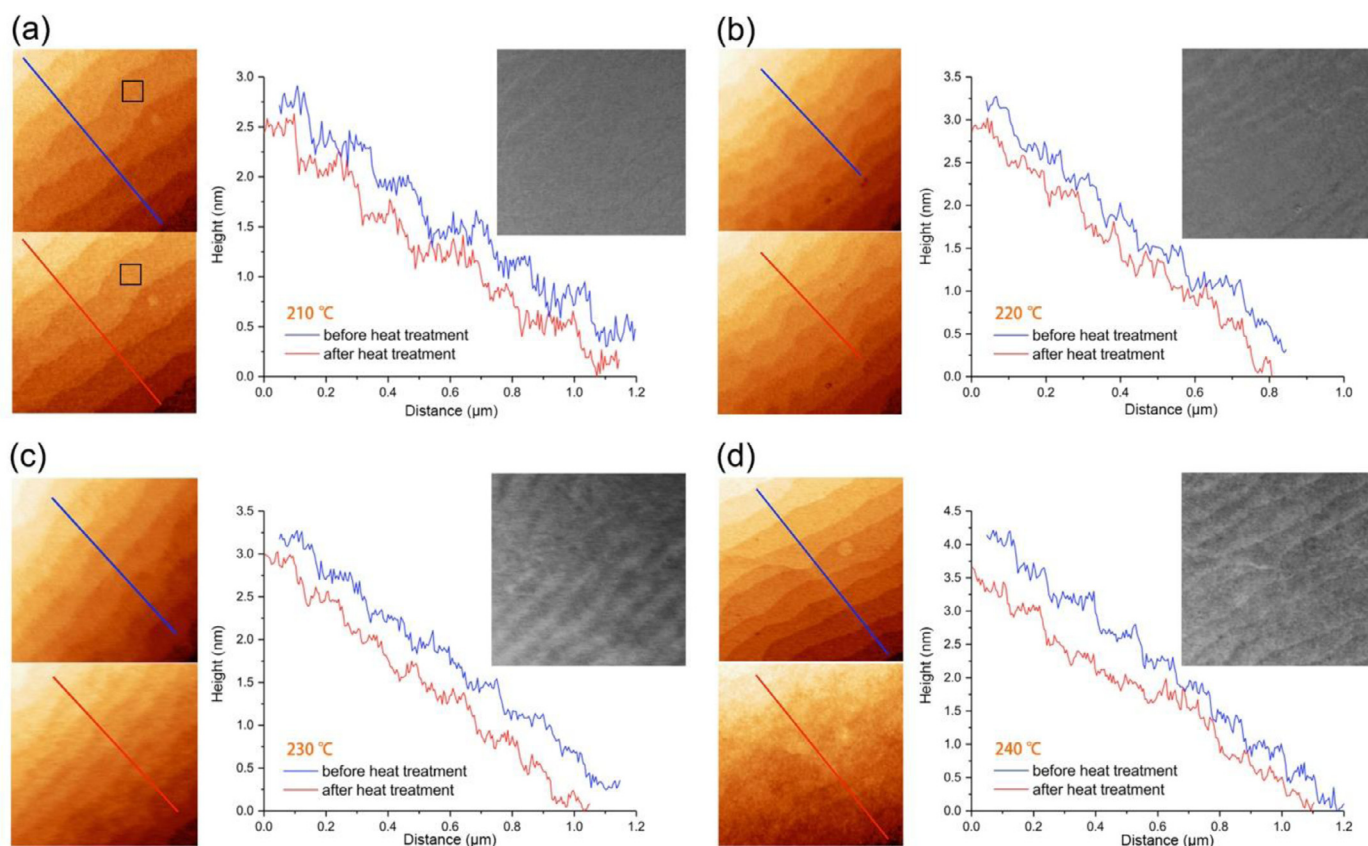 (a)
3.0
2.5
2.0
1.5
1.0
0.5
0.0
Height (nm)
210 ℃
before heat treatment
after heat treatment
0.0 0.2 0.4 0.6 0.8 1.0 1.2
Distance (μm)
(b)
3.5
3.0
2.5
2.0
1.5
1.0
0.5
0.0
Height (nm)
220 ℃
before heat treatment
after heat treatment
0.0 0.2 0.4 0.6 0.8 1.0
Distance (μm)
(c)
3.5
3.0
2.5
2.0
1.5
1.0
0.5
0.0
Height (nm)
230 ℃
before heat treatment
after heat treatment
0.0 0.2 0.4 0.6 0.8 1.0 1.2
Distance (μm)
(d)
4.5
4.0
3.5
3.0
2.5
2.0
1.5
1.0
0.5
0.0
Height (nm)
240 ℃
before heat treatment
after heat treatment
0.0 0.2 0.4 0.6 0.8 1.0 1.2
Distance (μm)